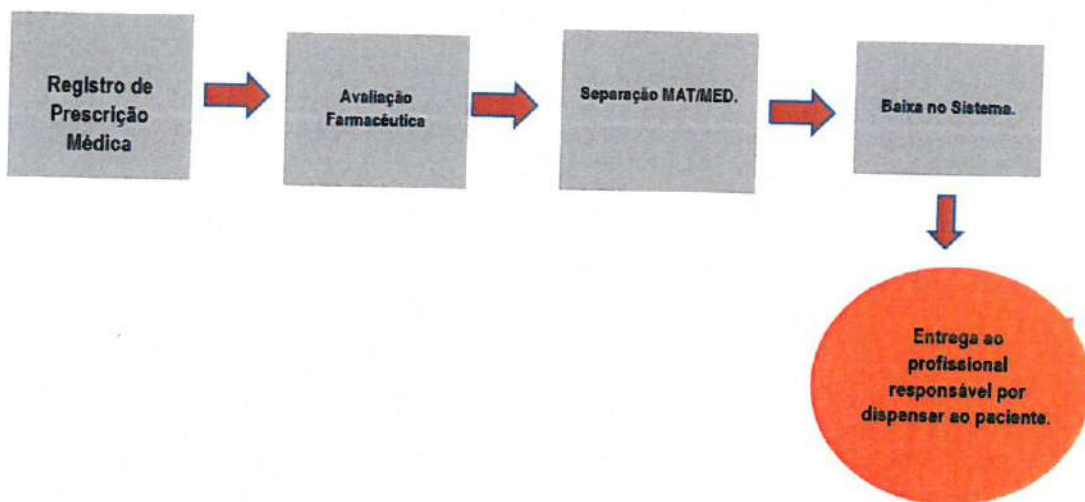 Registro de
Prescrição
Médica
Avaliação
Farmacêutica
Separação MAT/MED.
Baixa no Sistema.
Entrega ao
profissional
responsável por
dispensar ao paciente.